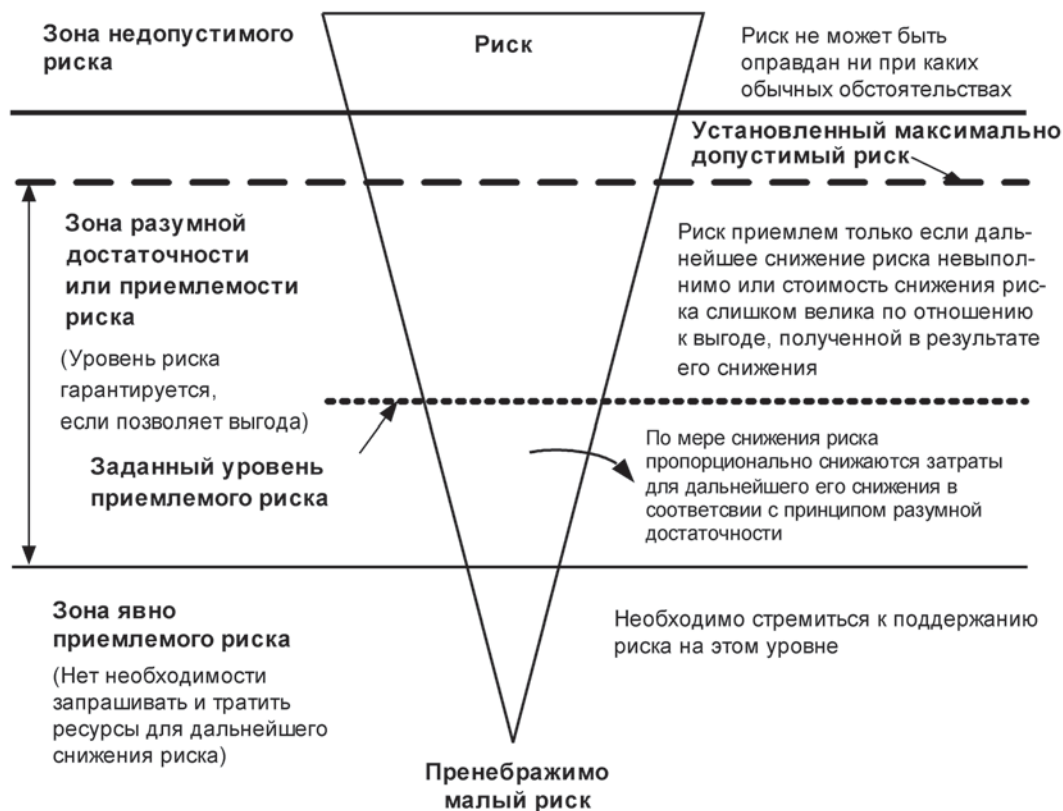 Зона недопустимого
риска
Риск
Риск не может быть
оправдан ни при каких
обычных обстоятельствах
Установленный максимально
допустимый риск
Зона разумной
достаточности
или приемлемости
риска
(Уровень риска
гарантируется,
если позволяет выгода)
Риск приемлем только если даль-
нейшее снижение риска невыпол-
нимо или стоимость снижения рис-
ка слишком велика по отношению
к выгоде, полученной в результате
его снижения
Заданный уровень
приемлемого риска
По мере снижения риска
пропорционально снижаются затраты
для дальнейшего его снижения в
соответсвии с принципом разумной
достаточности
Зона явно
приемлемого риска
(Нет необходимости
запрашивать и тратить
ресурсы для дальнейшего
снижения риска)
Необходимо стремиться к поддержанию
риска на этом уровне
Пренебражимо
малый риск